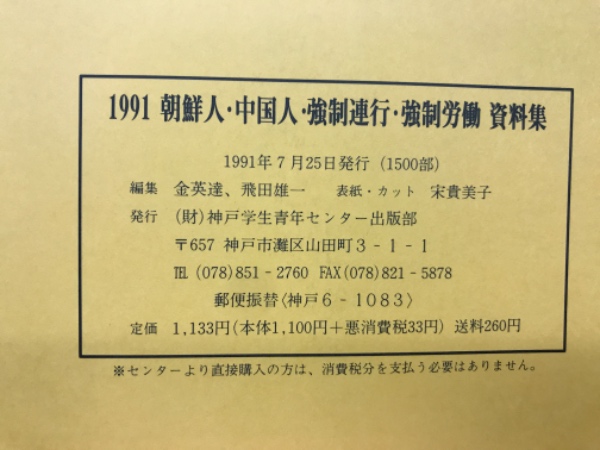 1991 朝鮮人・中国人・強制連行・強制労働 資料集
1991年7月25日発行（1500部）
編集 金英達、飛田雄一 表紙・カット 宋貴美子
発行 （財）神戸学生青年センター出版部
〒657 神戸市灘区山田町3‐1‐1
℡ (078)851‐2760 FAX(078)821‐5878
郵便振替〈神戸6‐1083〉
定価 1,133円（本体1,100円＋悪消費税33円） 送料260円
※センターより直接購入の方は、消費税分を支払う必要はありません。